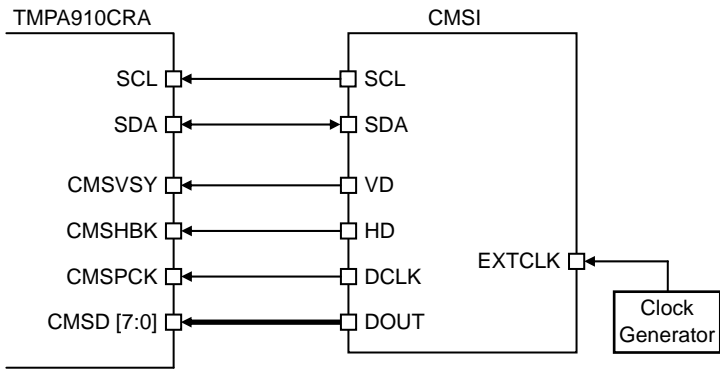 TMPA910CRA
CMSI
SCL
SCL
SDA
SDA
CMSVSY
VD
CMSHBK
HD
EXTCLK
CMSPCK
DCLK
CMSD [7:0]
DOUT
Clock
Generator